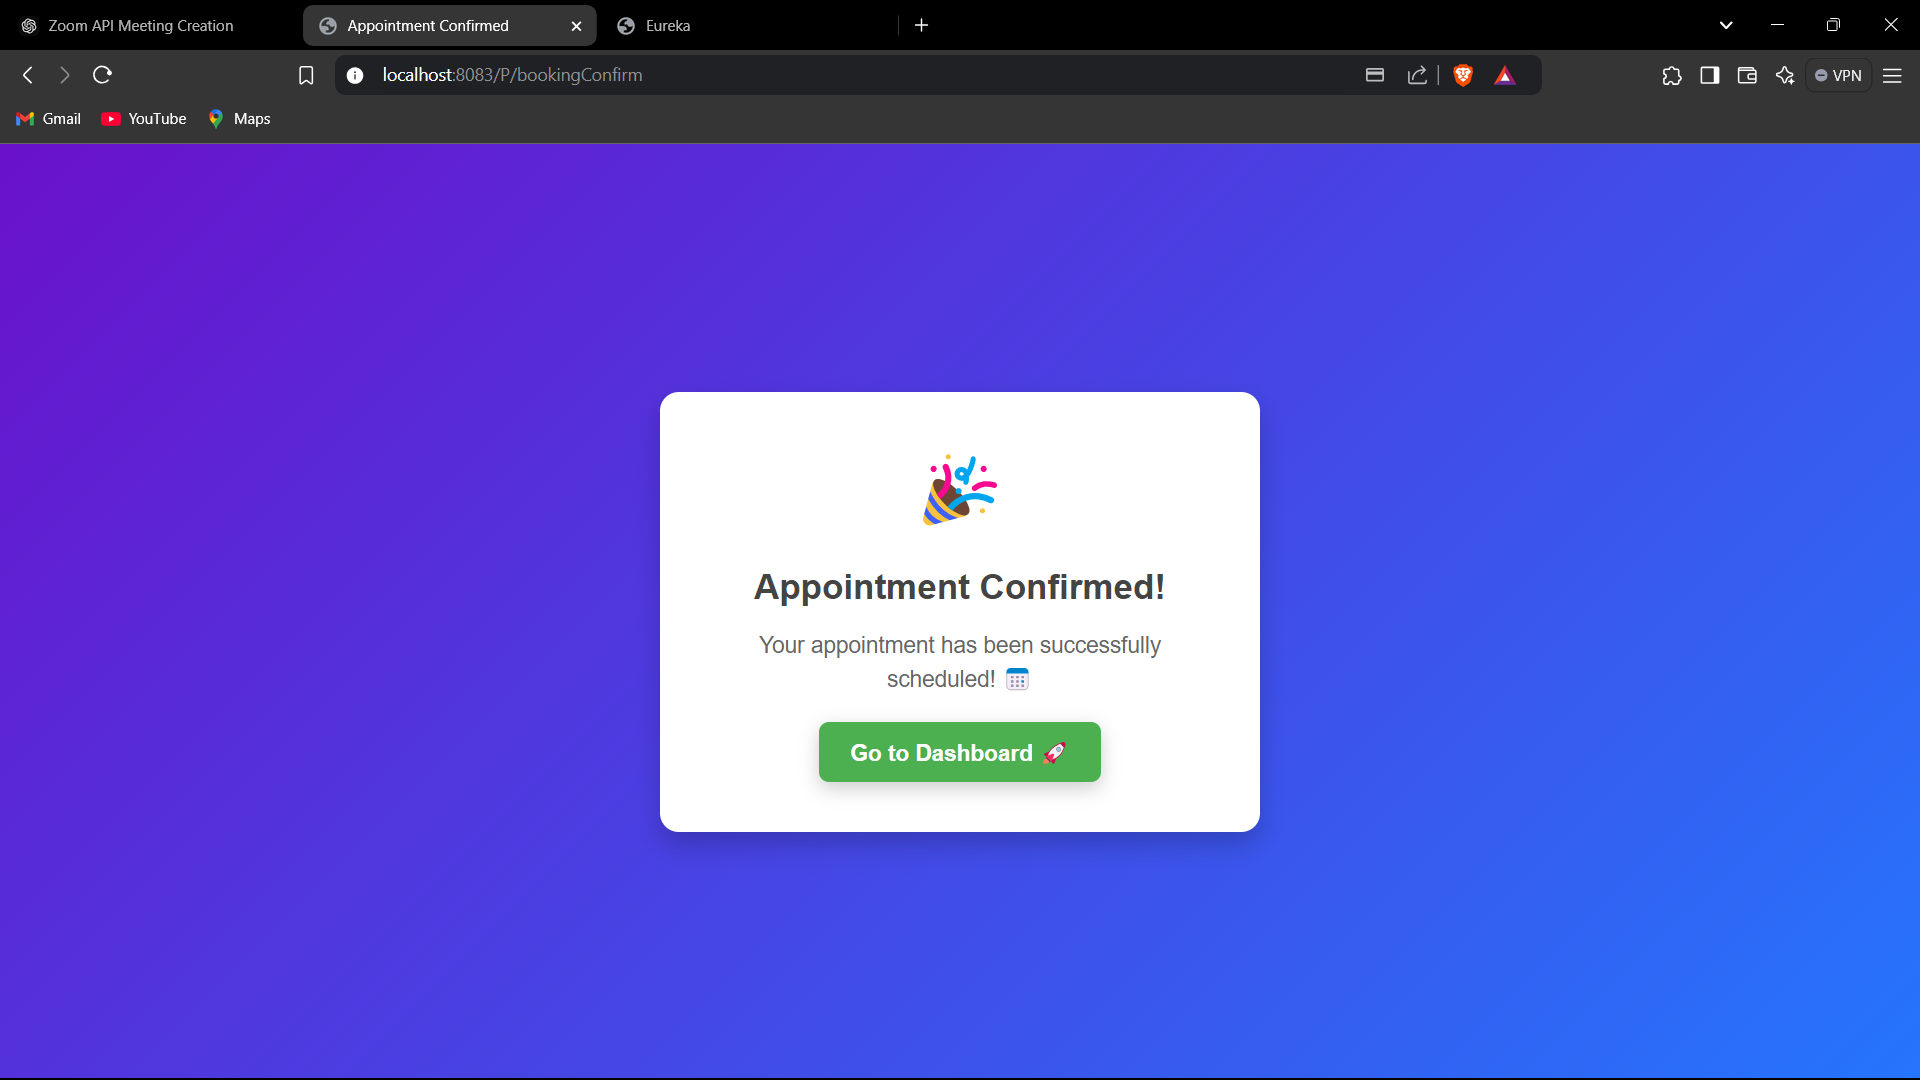 Zoom API Meeting Creation
Appointment Confirmed
Eureka
localhost:8083/P/bookingConfirm
VPN
Gmail
YouTube
Maps
Appointment Confirmed!
Your appointment has been successfully
scheduled!
Go to Dashboard